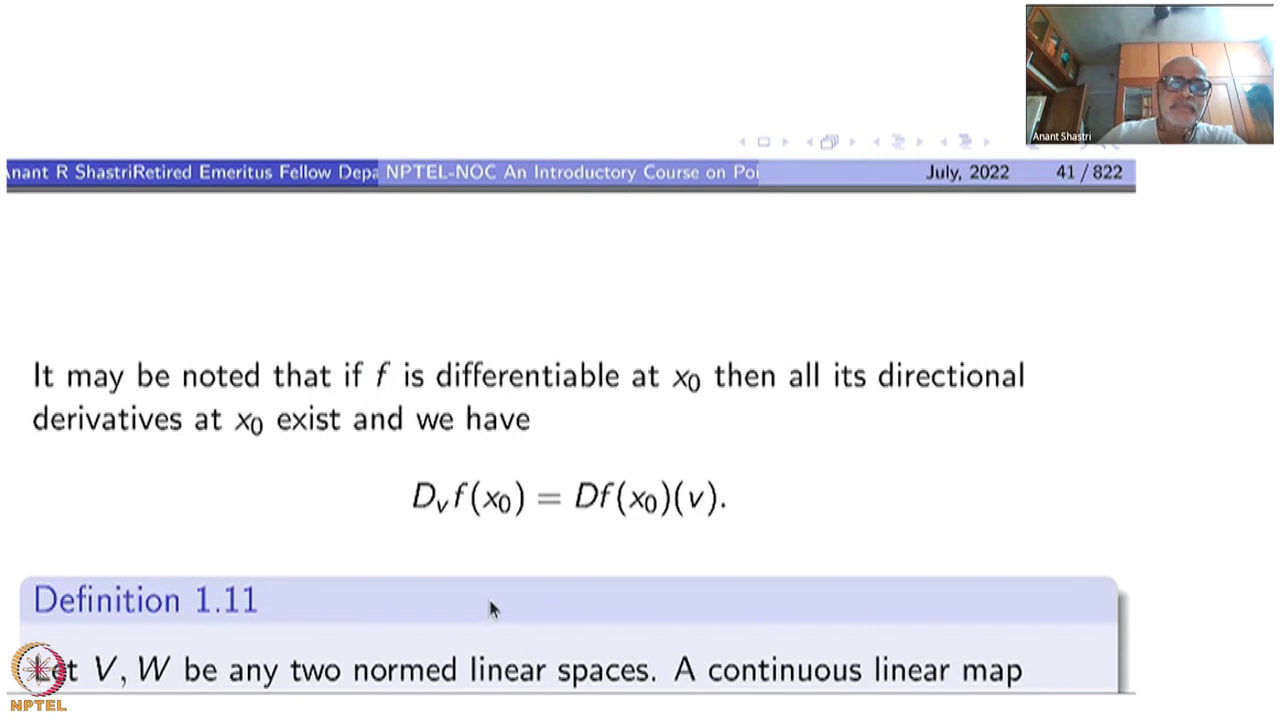 Anant Shastri
Anant R ShastriRetired Emeritus Fellow Depa NPTEL-NOC An Introductory Course on Poi July, 2022 41 / 822
It may be noted that if f is differentiable at x₀ then all its directional
derivatives at x₀ exist and we have
Dᵥf(x₀) = Df(x₀)(v).
Definition 1.11
Let V, W be any two normed linear spaces. A continuous linear map
NPTEL